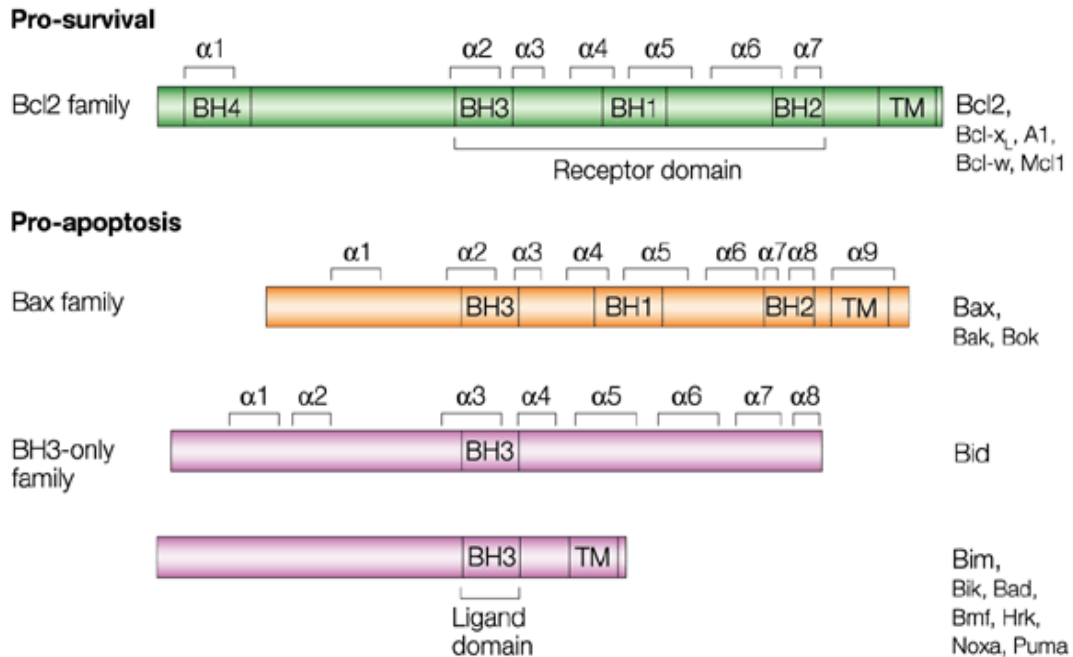 Pro-survival
α1 α2 α3 α4 α5 α6 α7
Bcl2 family BH4 BH3 BH1 BH2 TM Bcl2,
Bcl-xL, A1,
Bcl-w, Mcl1
Receptor domain
Pro-apoptosis
α1 α2 α3 α4 α5 α6 α7 α8 α9
Bax family BH3 BH1 BH2 TM Bax,
Bak, Bok
α1 α2 α3 α4 α5 α6 α7 α8
BH3-only BH3 Bid
family
BH3 TM Bim,
Bik, Bad,
Ligand Bmf, Hrk,
domain Noxa, Puma